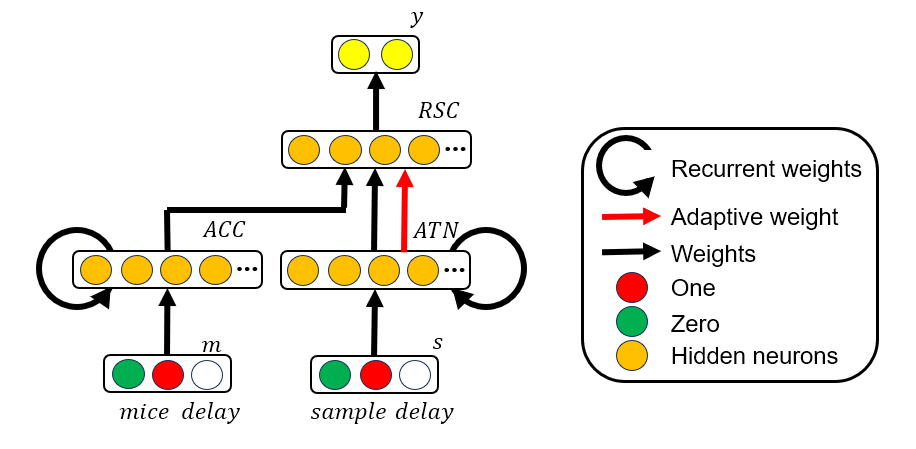 y
RSC
ACC
ATN
m
s
mice delay
sample delay
Recurrent weights
Adaptive weight
Weights
One
Zero
Hidden neurons